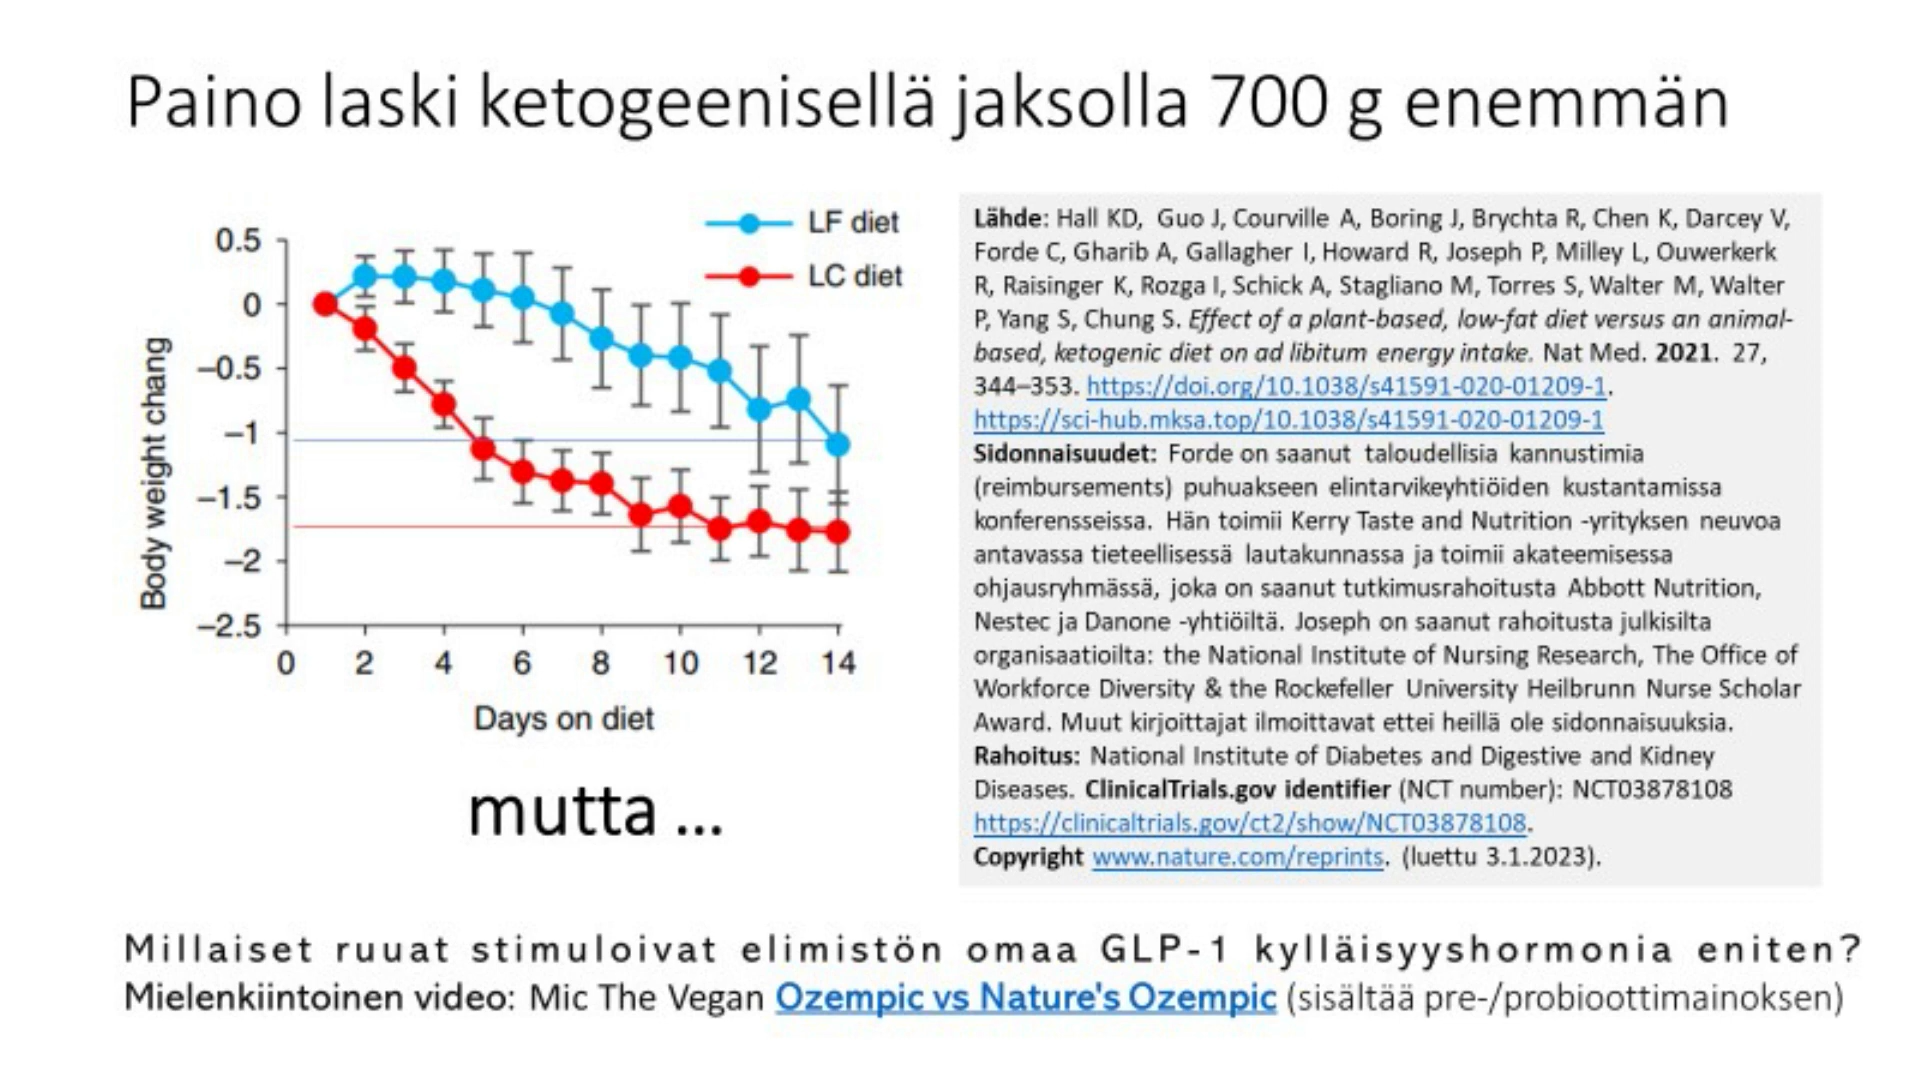 Paino laski ketogeenisellä jaksolla 700 g enemmän
LF diet
LC diet
0.5
0
−0.5
−1
−1.5
−2
−2.5
Body weight chang
0 2 4 6 8 10 12 14
Days on diet
mutta ...
Lähde: Hall KD, Guo J, Courville A, Boring J, Brychta R, Chen K, Darcey V,
Forde C, Gharib A, Gallagher I, Howard R, Joseph P, Milley L, Ouwerkerk
R, Raisinger K, Rozga I, Schick A, Stagliano M, Torres S, Walter M, Walter
P, Yang S, Chung S. Effect of a plant-based, low-fat diet versus an animal-
based, ketogenic diet on ad libitum energy intake. Nat Med. 2021. 27,
344–353. https://doi.org/10.1038/s41591-020-01209-1.
https://sci-hub.mksa.top/10.1038/s41591-020-01209-1
Sidonnaisuudet: Forde on saanut taloudellisia kannustimia
(reimbursements) puhuakseen elintarvikeyhtiöiden kustantamissa
konferensseissa. Hän toimii Kerry Taste and Nutrition -yrityksen neuvoa
antavassa tieteellisessä lautakunnassa ja toimii akateemisessa
ohjausryhmässä, joka on saanut tutkimusrahoitusta Abbott Nutrition,
Nestec ja Danone -yhtiöiltä. Joseph on saanut rahoitusta julkisilta
organisaatioilta: the National Institute of Nursing Research, The Office of
Workforce Diversity & the Rockefeller University Heilbrunn Nurse Scholar
Award. Muut kirjoittajat ilmoittavat ettei heillä ole sidonnaisuuksia.
Rahoitus: National Institute of Diabetes and Digestive and Kidney
Diseases. ClinicalTrials.gov identifier (NCT number): NCT03878108
https://clinicaltrials.gov/ct2/show/NCT03878108.
Copyright www.nature.com/reprints. (luettu 3.1.2023).
Millaiset ruuat stimuloivat elimistön omaa GLP-1 kylläisyyshormonia eniten?
Mielenkiintoinen video: Mic The Vegan Ozempic vs Nature's Ozempic (sisältää pre-/probioottimainoksen)